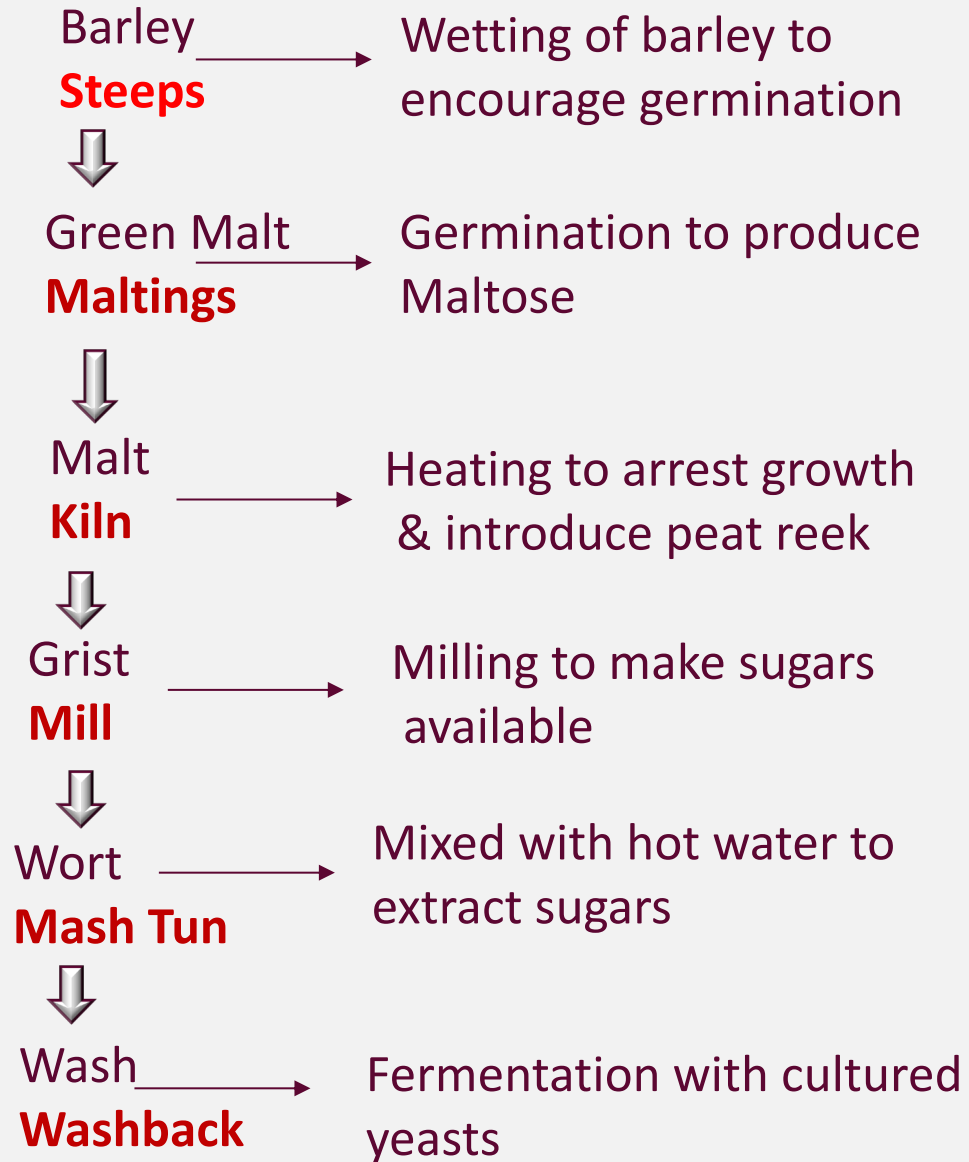 Barley
Steeps
Wetting of barley to
encourage germination
Green Malt
Maltings
Germination to produce
Maltose
Malt
Kiln
Heating to arrest growth
& introduce peat reek
Grist
Mill
Milling to make sugars
available
Wort
Mash Tun
Mixed with hot water to
extract sugars
Wash
Washback
Fermentation with cultured
yeasts